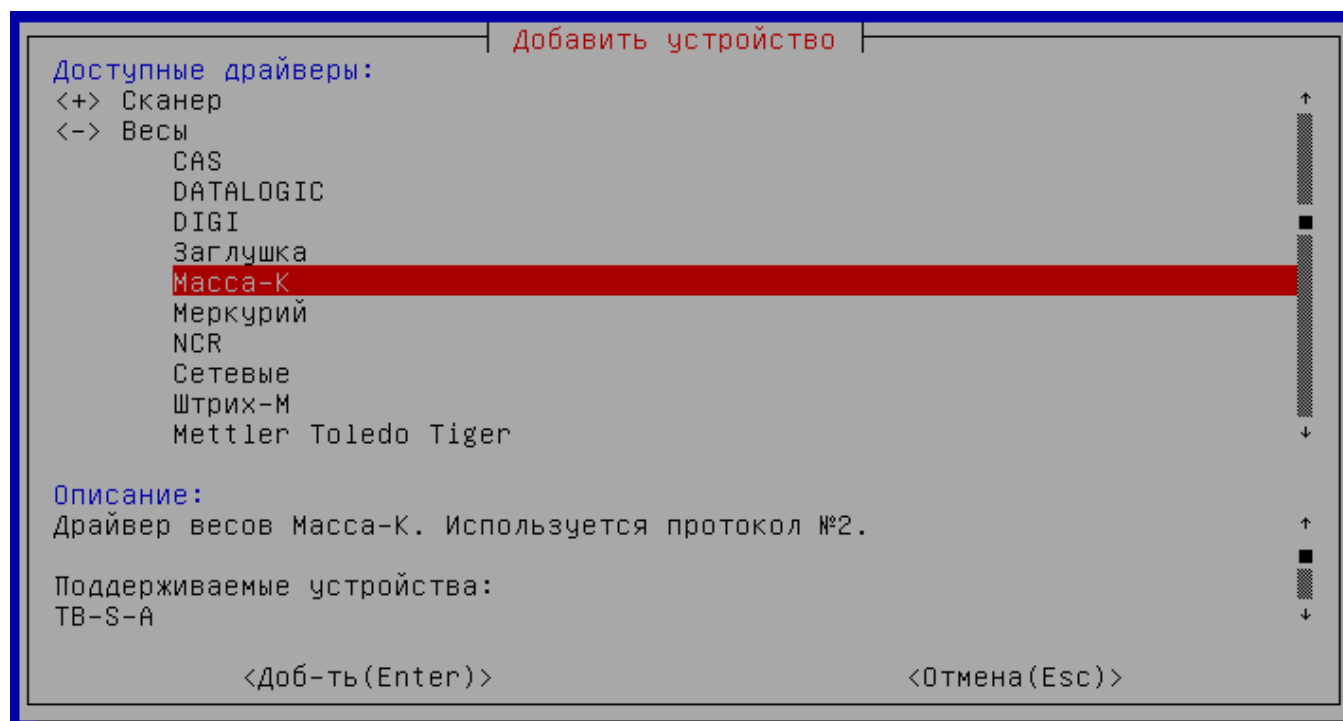 Добавить устройство
Доступные драйверы:
<+> Сканер
<-> Весы
CAS
DATALOGIC
DIGI
Заглушка
Масса-К
Меркурий
NCR
Сетевые
Штрих-М
Mettler Toledo Tiger
Описание:
Драйвер весов Масса-К. Используется протокол №2.
Поддерживаемые устройства:
TB-S-A
<Доб-ть(Enter)> <Отмена(Esc)>